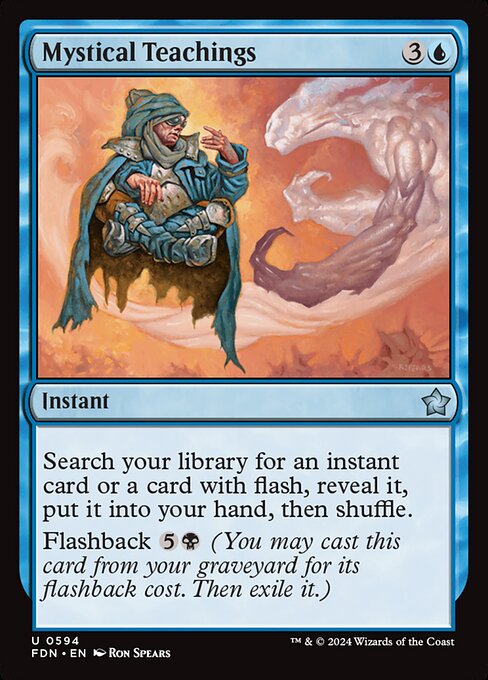 Mystical Teachings 3
Instant
Search your library for an instant
card or a card with flash, reveal it,
put it into your hand, then shuffle.
Flashback 5 (You may cast this
card from your graveyard for its
flashback cost. Then exile it.)
U 0594
FDN • EN Ron Spears
™ & © 2024 Wizards of the Coast